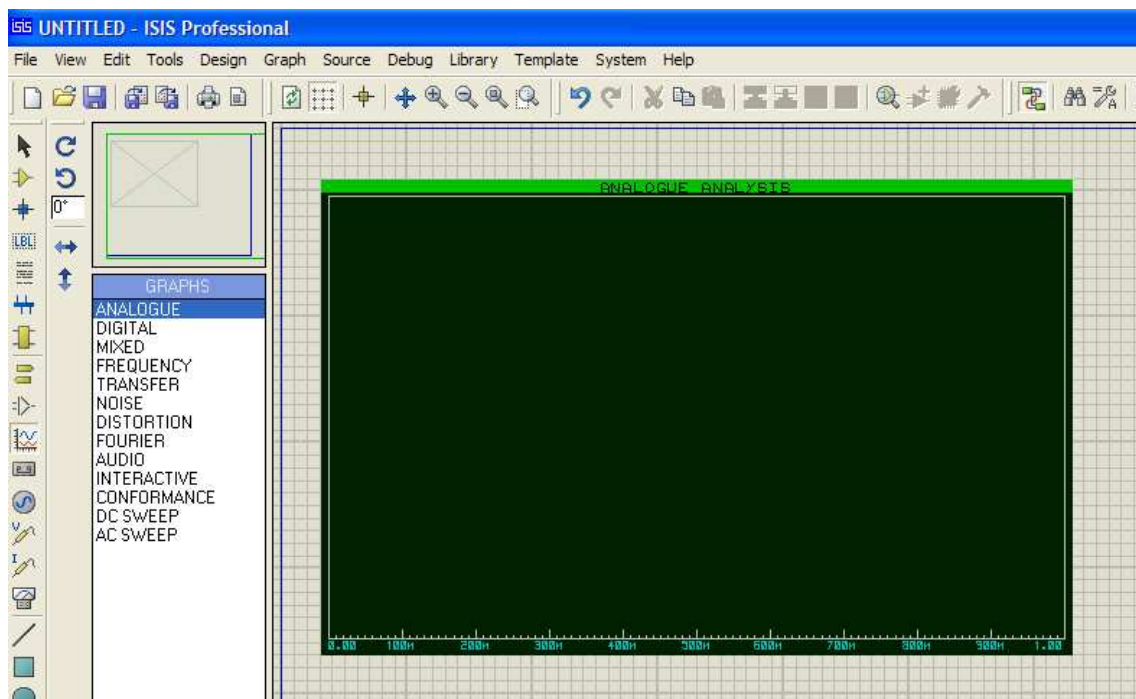 isis UNTITLED - ISIS Professional
File View Edit Tools Design Graph Source Debug Library Template System Help
0°
LBL
GRAPHS
ANALOGUE
DIGITAL
MIXED
FREQUENCY
TRANSFER
NOISE
DISTORTION
FOURIER
AUDIO
INTERACTIVE
CONFORMANCE
DC SWEEP
AC SWEEP
V
I
ANALOGUE ANALYSIS
0.00 100m 200m 300m 400m 500m 600m 700m 800m 900m 1.00